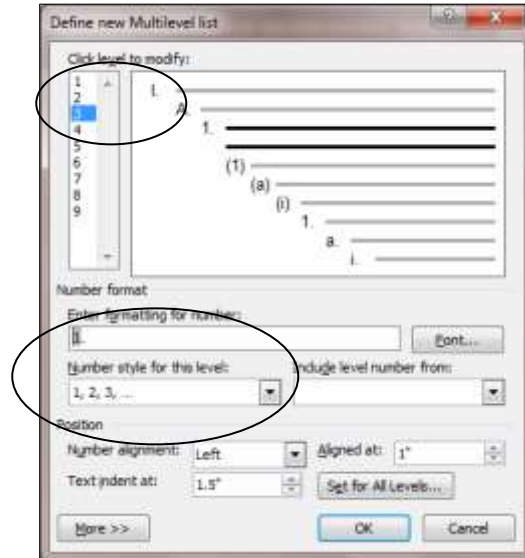 Define new Multilevel list
Click level to modify:
1
2
3
4
5
6
7
8
9
I.
A.
1.
(1)
(a)
(i)
1.
a.
i.
Number format
Enter formatting for number:
1.
Font...
Number style for this level:
Include level number from:
1, 2, 3, ...
Position
Number alignment: Left Aligned at: 1"
Text indent at: 1.5" Set for All Levels...
More >> OK Cancel